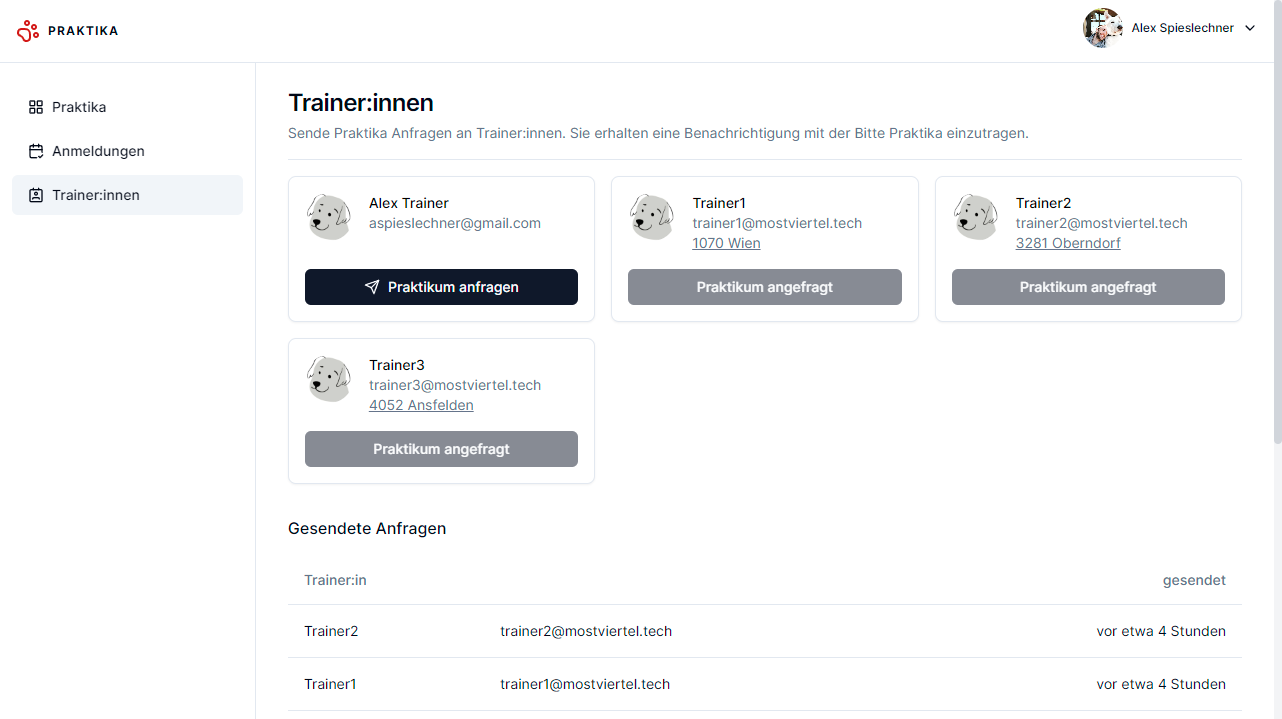 PRAKTIKA
Alex Spieslechner
Praktika
Anmeldungen
Trainer:innen
Trainer:innen
Sende Praktika Anfragen an Trainer:innen. Sie erhalten eine Benachrichtigung mit der Bitte Praktika einzutragen.
Alex Trainer
aspieslechner@gmail.com
Praktikum anfragen
Trainer1
trainer1@mostviertel.tech
1070 Wien
Praktikum angefragt
Trainer2
trainer2@mostviertel.tech
3281 Oberndorf
Praktikum angefragt
Trainer3
trainer3@mostviertel.tech
4052 Ansfelden
Praktikum angefragt
Gesendete Anfragen
Trainer:in gesendet
Trainer2 trainer2@mostviertel.tech vor etwa 4 Stunden
Trainer1 trainer1@mostviertel.tech vor etwa 4 Stunden